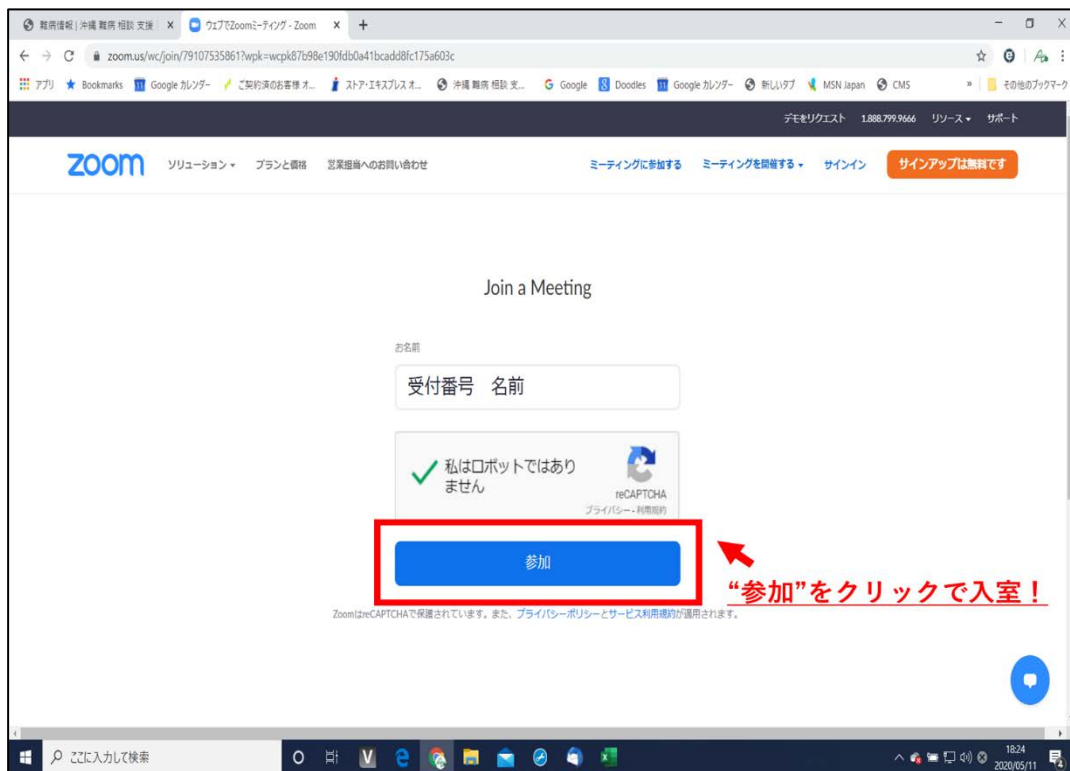 難病情報 | 沖縄 難病 相談 支援
ウェブでZoomミーティング - Zoom
zoom.us/wc/join/79107535861?wpk=wcpk87b98e190fdb0a41bcadd8fc175a603c
アプリ Bookmarks Google カレンダー ご契約済のお客様 オ... ストア・エキスプレス オ... 沖縄 難病 相談 支... Google Doodles Google カレンダー 新しいタブ MSN Japan CMS » その他のブックマーク
デモをリクエスト 1.888.799.9666 リソース サポート
zoom ソリューション プランと価格 営業担当へのお問い合わせ ミーティングに参加する ミーティングを開催する サインイン サインアップは無料です
Join a Meeting
お名前
受付番号 名前
私はロボットではあり
ません
reCAPTCHA
プライバシー - 利用規約
参加
“参加”をクリックで入室！
ZoomはreCAPTCHAで保護されています。また、プライバシーポリシーとサービス利用規約が適用されます。
ここに入力して検索
18:24
2020/05/11